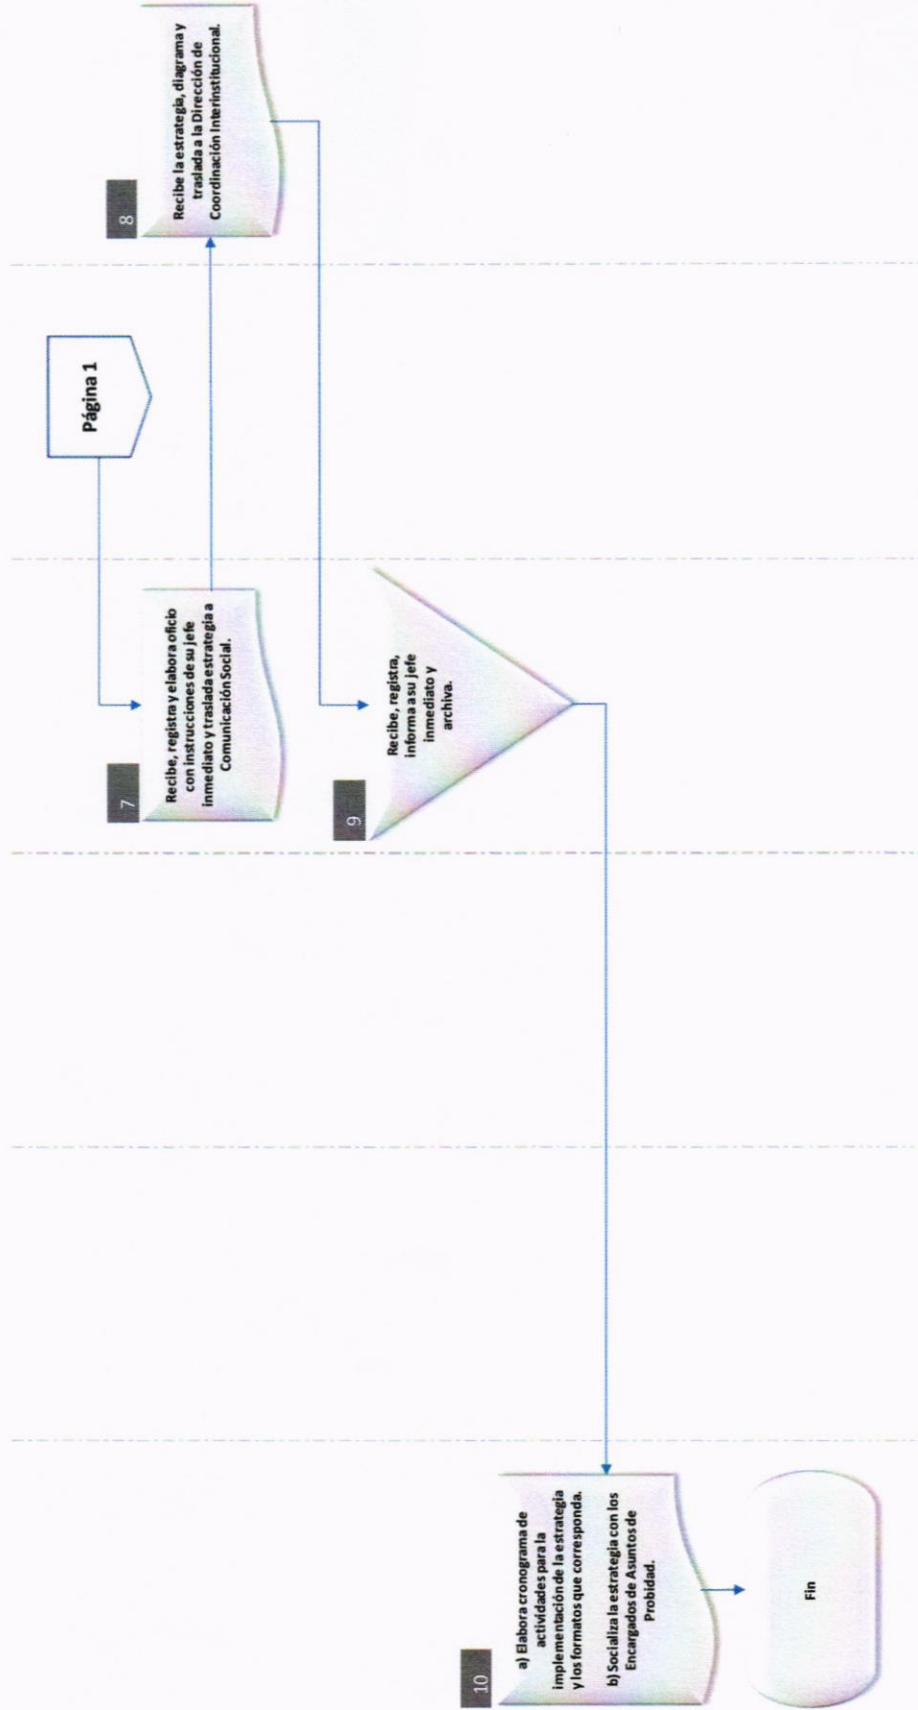 Página 1
7
Recibe, registra y elabora oficio
con instrucciones de su jefe
inmediato y traslada estrategia a
Comunicación Social.
8
Recibe la estrategia, diagrama y
traslada a la Dirección de
Coordinación Interinstitucional.
9
Recibe, registra,
informa a su jefe
inmediato y
archiva.
10
a) Elabora cronograma de
actividades para la
implementación de la estrategia
y los formatos que corresponda.
b) Socializa la estrategia con los
Encargados de Asuntos de
Probidad.
Fin